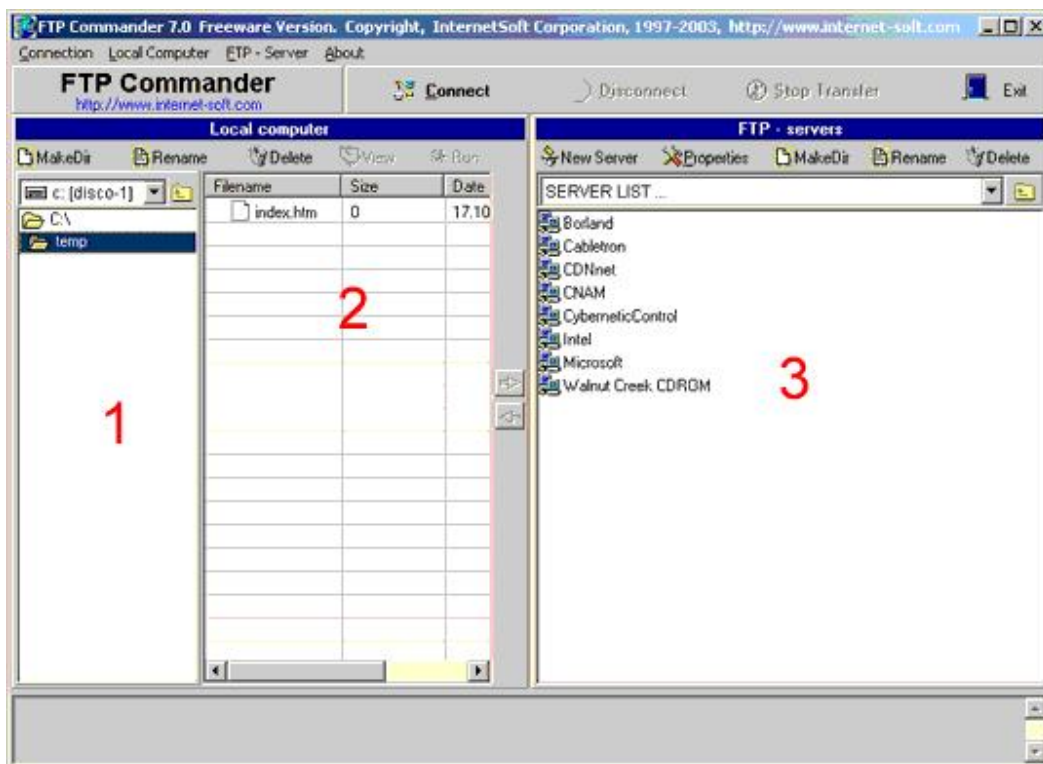 FTP Commander 7.0 Freeware Version. Copyright, InternetSoft Corporation, 1997-2003, http://www.internet-soft.com
Connection Local Computer FTP - Server About
FTP Commander
http://www.internet-soft.com
Connect Disconnect Stop Transfer Exit
Local computer
FTP - servers
MakeDir Rename Delete View Run
New Server Properties MakeDir Rename Delete
c: [disco-1]
C:\
temp
Filename Size Date
index.htm 0 17.10
SERVER LIST ...
Borland
Cabletron
CDNnet
CNAM
CyberneticControl
Intel
Microsoft
Walnut Creek CDROM
1
2
3